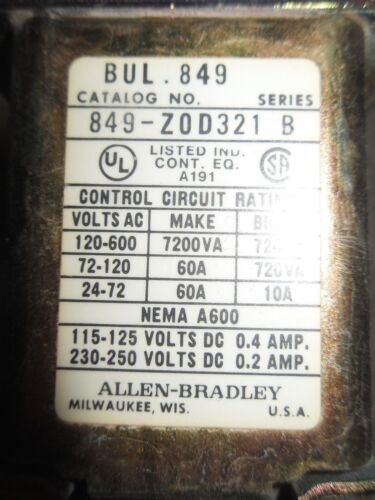 BUL. 849
CATALOG NO. SERIES
849-ZOD321 B
UL LISTED IND. CONT. EQ. A191 SA
CONTROL CIRCUIT
VOLTS AC MAKE
120-600 7200VA
72-120 60A 720VA
24-72 60A 10A
NEMA A600
115-125 VOLTS DC 0.4 AMP.
230-250 VOLTS DC 0.2 AMP.
ALLEN-BRADLEY
MILWAUKEE, WIS. U.S.A.